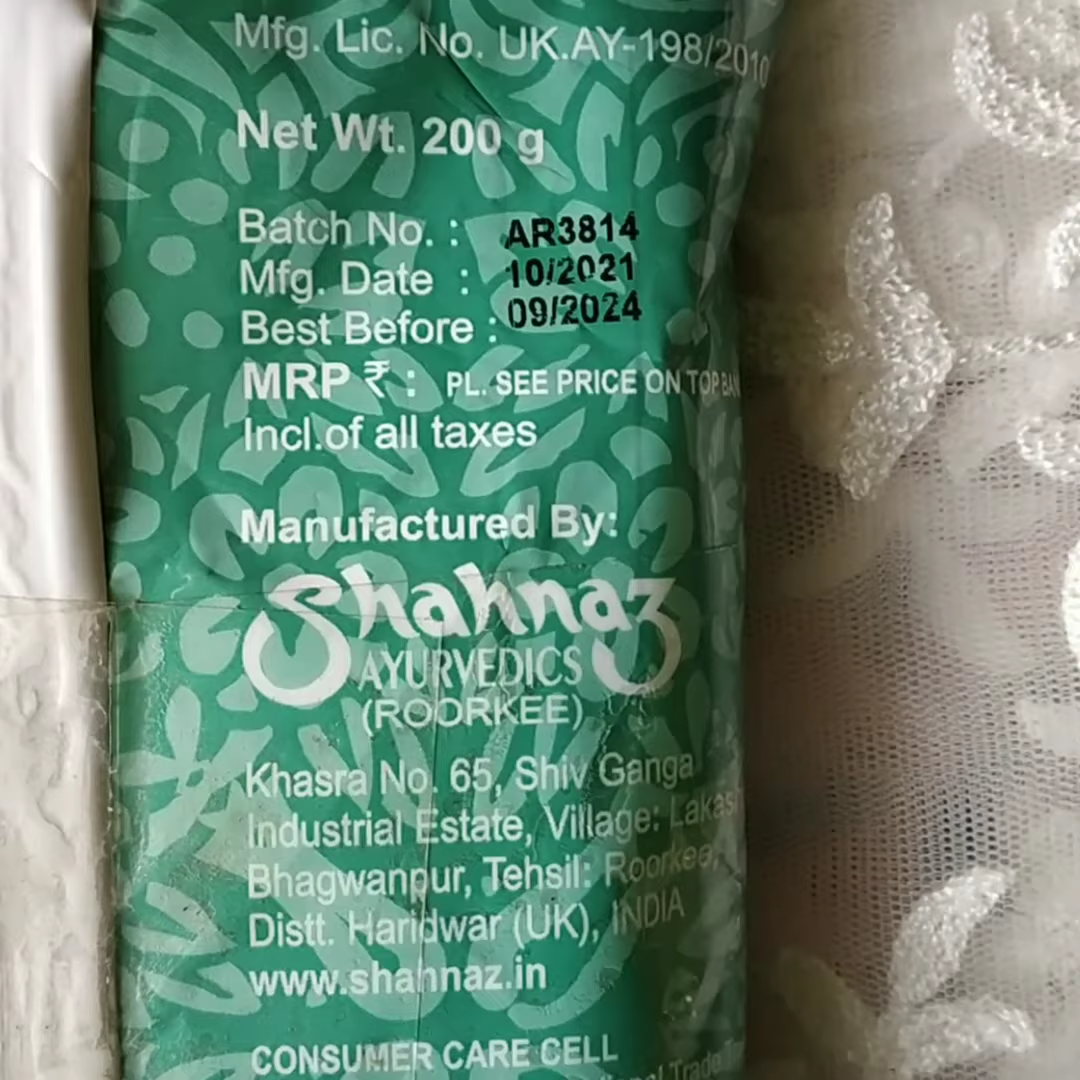 Mfg. Lic. No. UK.AY-198/2010
Net Wt. 200 g
Batch No. : AR3814
Mfg. Date : 10/2021
Best Before : 09/2024
MRP ₹ : PL. SEE PRICE ON TOP
Incl.of all taxes
Manufactured By:
Shahnaz
AYURVEDICS
(ROORKEE)
Khasra No. 65, Shiv Ganga
Industrial Estate, Village:
Bhagwanpur, Tehsil: Roorkee,
Distt. Haridwar (UK), INDIA
www.shahnaz.in
CONSUMER CARE CELL
Trade